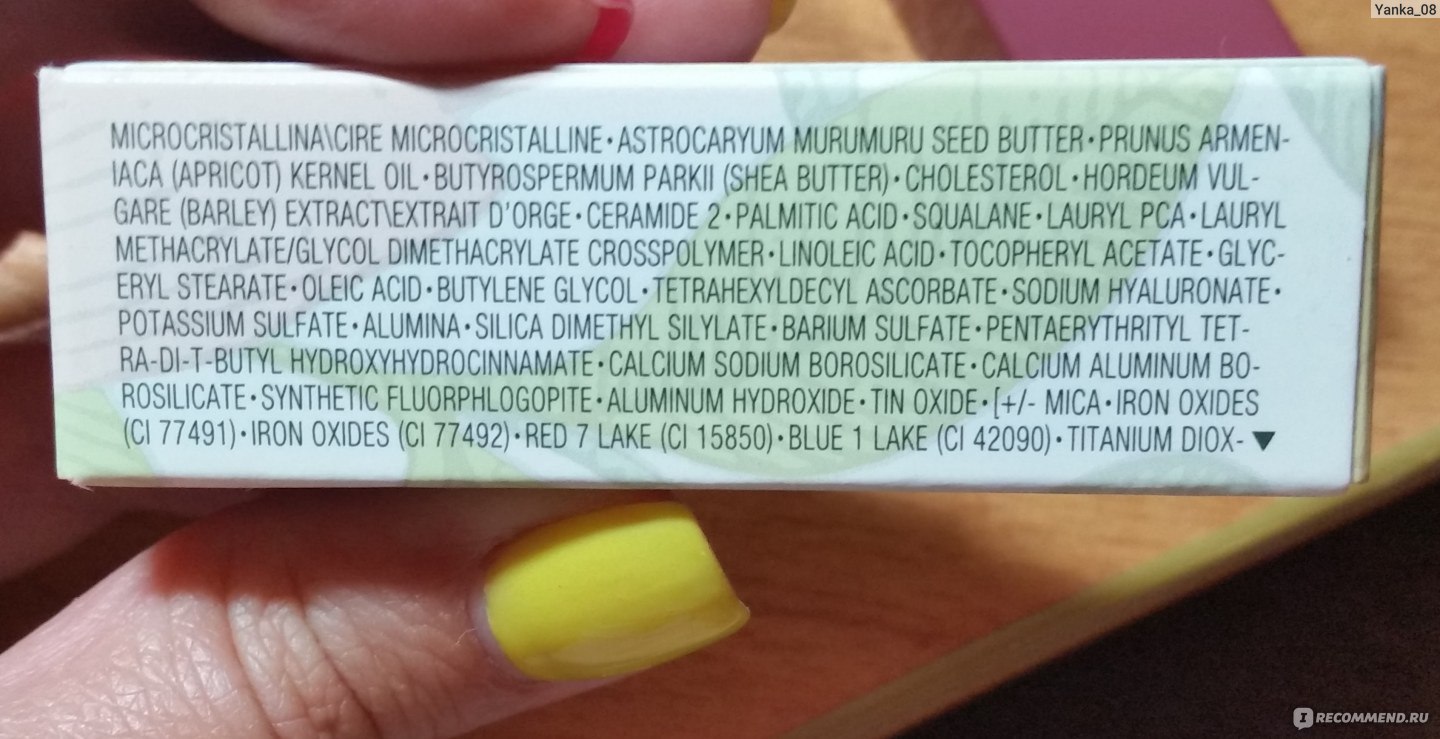 Yanka_08
MICROCRISTALLINA\CIRE MICROCRISTALLINE•ASTROCARYUM MURUMURU SEED BUTTER•PRUNUS ARMEN-
IACA (APRICOT) KERNEL OIL•BUTYROSPERMUM PARKII (SHEA BUTTER)•CHOLESTEROL•HORDEUM VUL-
GARE (BARLEY) EXTRACT\EXTRAIT D'ORGE•CERAMIDE 2•PALMITIC ACID•SQUALANE•LAURYL PCA•LAURYL
METHACRYLATE/GLYCOL DIMETHACRYLATE CROSSPOLYMER•LINOLEIC ACID•TOCOPHERYL ACETATE•GLYC-
ERYL STEARATE•OLEIC ACID•BUTYLENE GLYCOL•TETRAHEXYLDECYL ASCORBATE•SODIUM HYALURONATE•
POTASSIUM SULFATE•ALUMINA•SILICA DIMETHYL SILYLATE•BARIUM SULFATE•PENTAERYTHRITYL TET-
RA-DI-T-BUTYL HYDROXYHYDROCINNAMATE•CALCIUM SODIUM BOROSILICATE•CALCIUM ALUMINUM BO-
ROSILICATE•SYNTHETIC FLUORPHLOGOPITE•ALUMINUM HYDROXIDE•TIN OXIDE•[+/- MICA•IRON OXIDES
(CI 77491)•IRON OXIDES (CI 77492)•RED 7 LAKE (CI 15850)•BLUE 1 LAKE (CI 42090)•TITANIUM DIOX-▼
IRECOMMEND.RU